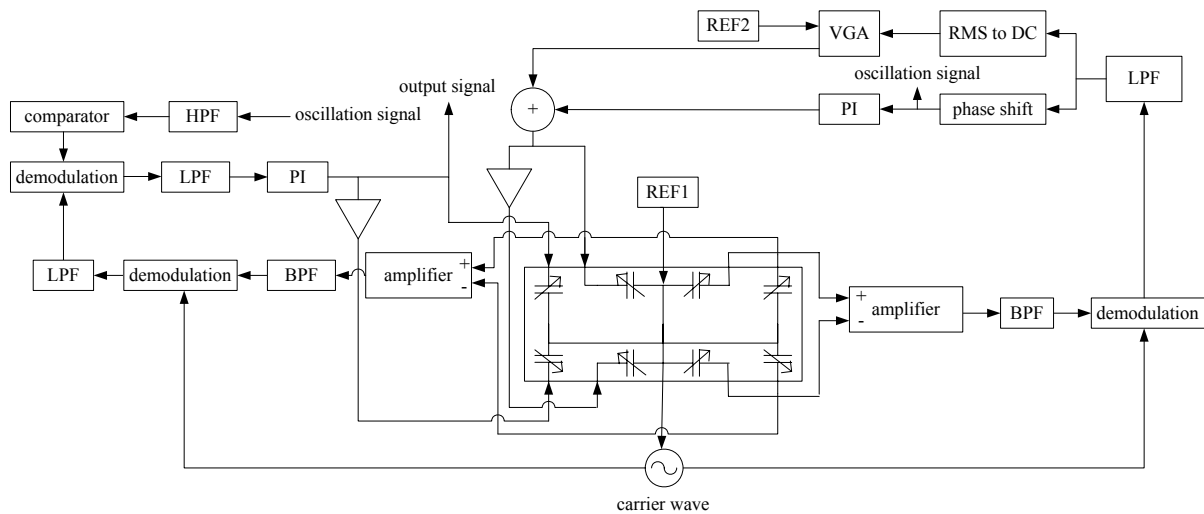 REF2
VGA
RMS to DC
output signal
oscillation signal
LPF
comparator
HPF
oscillation signal
+
PI
phase shift
demodulation
LPF
PI
REF1
LPF
demodulation
BPF
amplifier
+
-
+
-
amplifier
BPF
demodulation
carrier wave